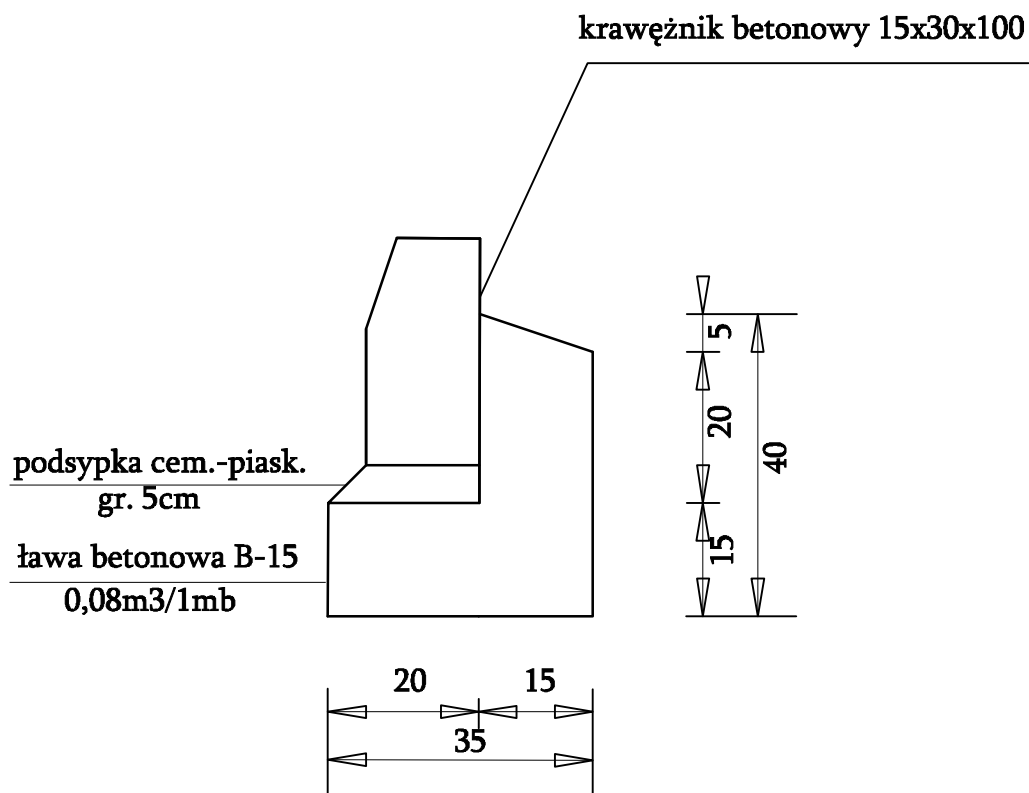 krawężnik betonowy 15x30x100
5
20
40
15
podsypka cem.-piask.
gr. 5cm
ława betonowa B-15
0,08m3/1mb
20
15
35